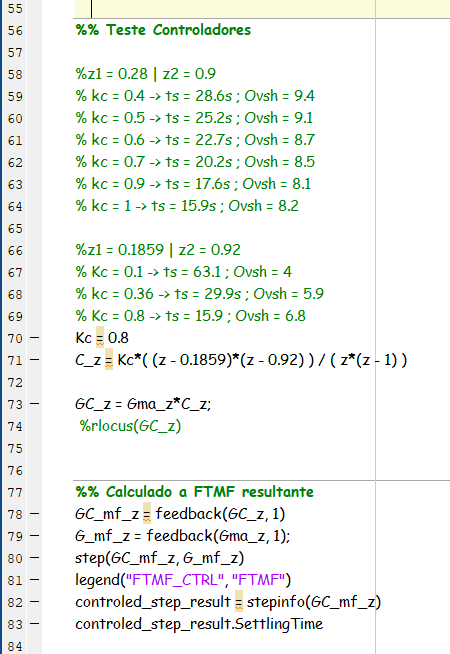 55
56 %% Teste Controladores
57
58 %z1 = 0.28 | z2 = 0.9
59 % kc = 0.4 -> ts = 28.6s ; Ovsh = 9.4
60 % kc = 0.5 -> ts = 25.2s ; Ovsh = 9.1
61 % kc = 0.6 -> ts = 22.7s ; Ovsh = 8.7
62 % kc = 0.7 -> ts = 20.2s ; Ovsh = 8.5
63 % kc = 0.9 -> ts = 17.6s ; Ovsh = 8.1
64 % kc = 1 -> ts = 15.9s ; Ovsh = 8.2
65
66 %z1 = 0.1859 | z2 = 0.92
67 % Kc = 0.1 -> ts = 63.1 ; Ovsh = 4
68 % kc = 0.36 -> ts = 29.9s ; Ovsh = 5.9
69 % Kc = 0.8 -> ts = 15.9 ; Ovsh = 6.8
70 — Kc = 0.8
71 — C_z = Kc*( (z - 0.1859)*(z - 0.92) ) / ( z*(z - 1) )
72
73 — GC_z = Gma_z*C_z;
74 %rlocus(GC_z)
75
76
77 %% Calculado a FTMF resultante
78 — GC_mf_z = feedback(GC_z, 1)
79 — G_mf_z = feedback(Gma_z, 1);
80 — step(GC_mf_z, G_mf_z)
81 — legend("FTMF_CTRL", "FTMF")
82 — controled_step_result = stepinfo(GC_mf_z)
83 — controled_step_result.SettlingTime
84